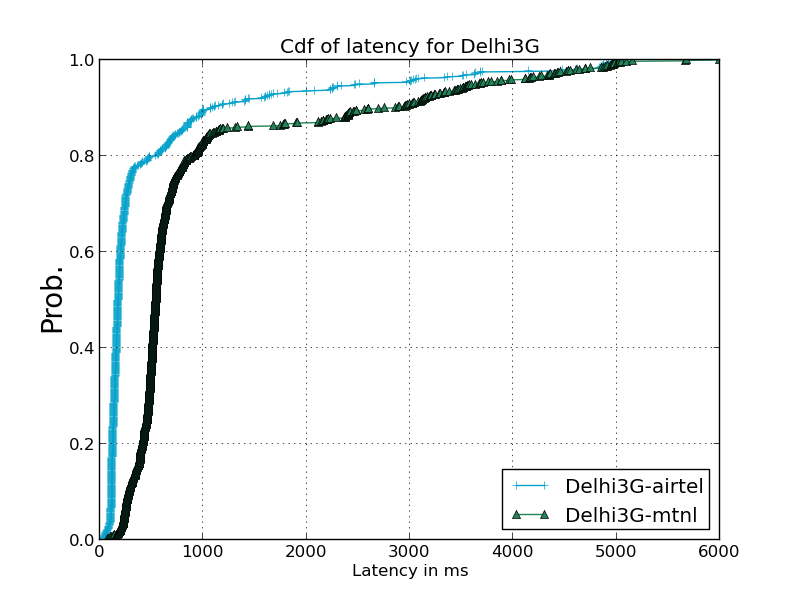 Cdf of latency for Delhi3G
1.0
0.8
0.6
0.4
0.2
0.0
Prob.
0 1000 2000 3000 4000 5000 6000
Latency in ms
Delhi3G-airtel
Delhi3G-mtnl